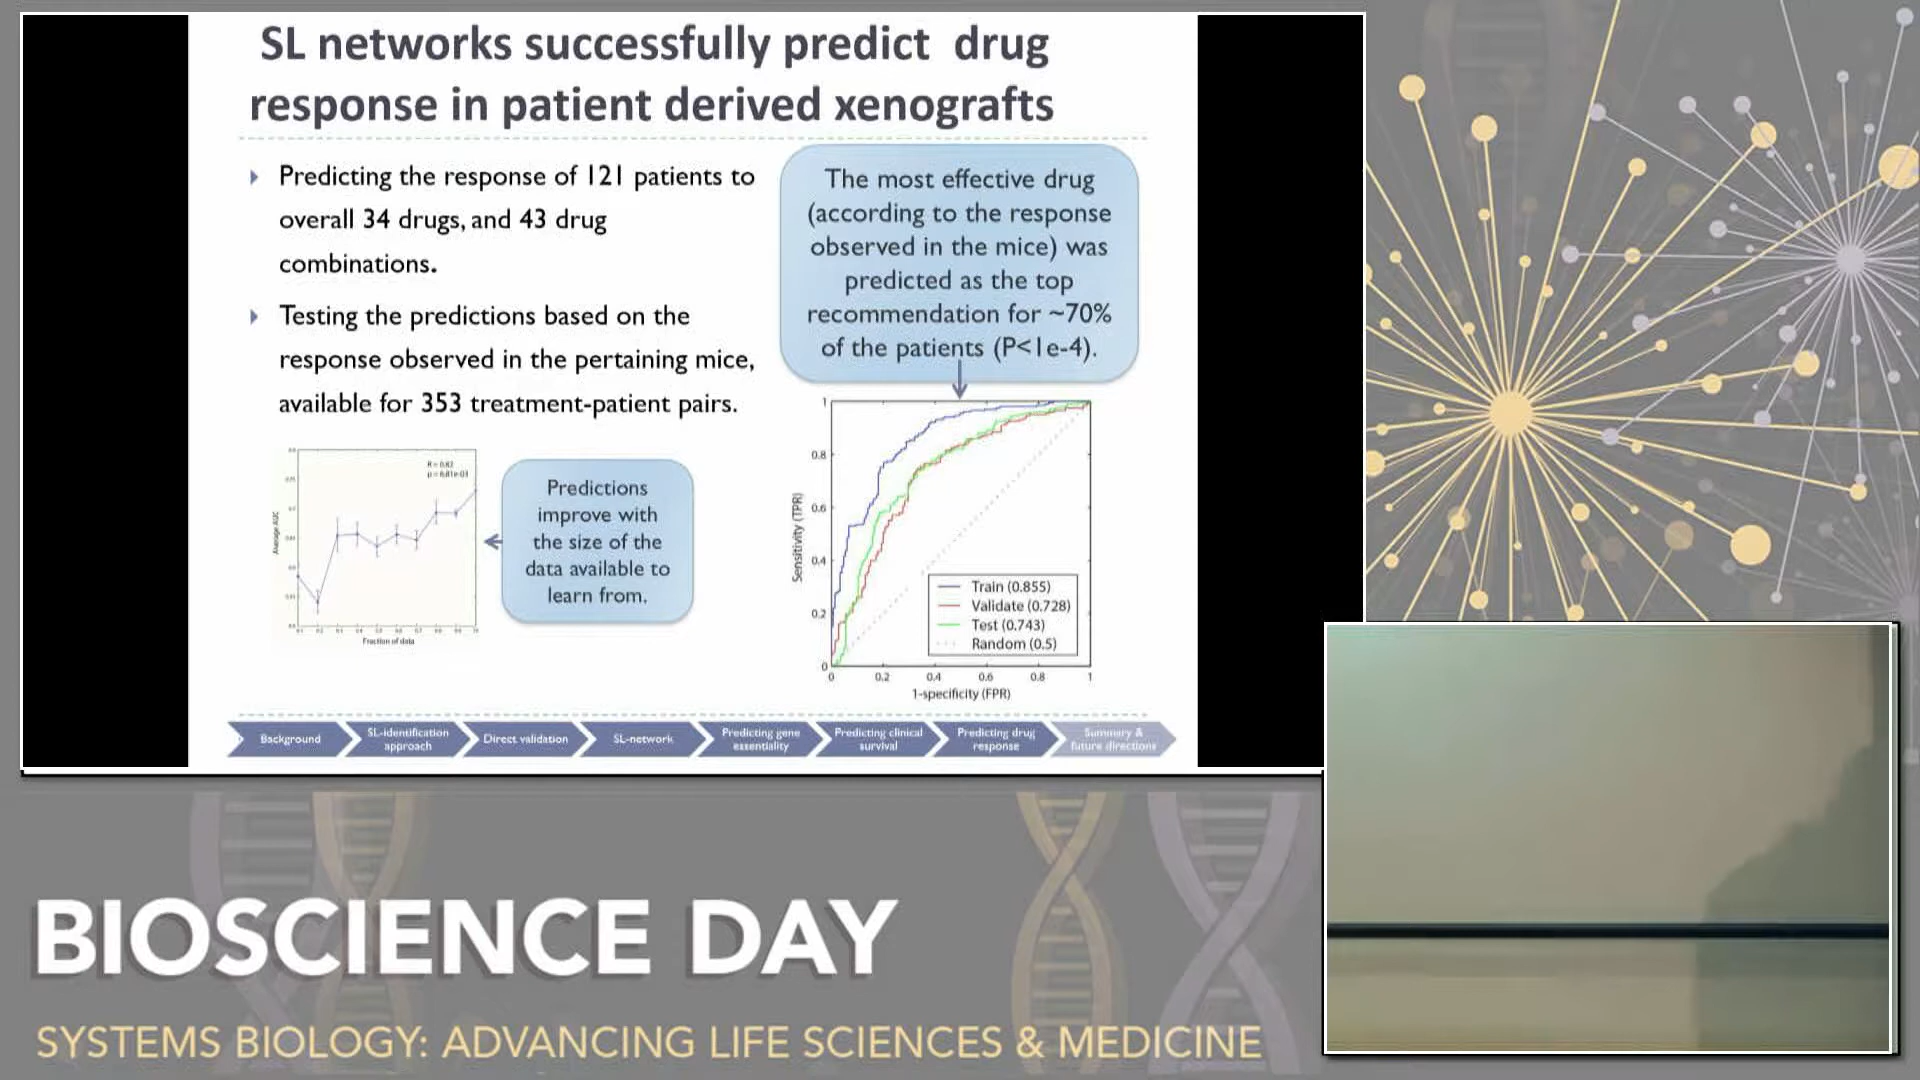 SL networks successfully predict drug
response in patient derived xenografts
Predicting the response of 121 patients to
overall 34 drugs, and 43 drug
combinations.
Testing the predictions based on the
response observed in the pertaining mice,
available for 353 treatment-patient pairs.
The most effective drug
(according to the response
observed in the mice) was
predicted as the top
recommendation for ~70%
of the patients (P<1e-4).
Predictions
improve with
the size of the
data available to
learn from.
Average AUC
Fraction of data
Sensitivity (TPR)
1
0.8
0.6
0.4
0.2
0
Train (0.855)
Validate (0.728)
Test (0.743)
Random (0.5)
0 0.2 0.4 0.6 0.8 1
1-specificity (FPR)
Background
SL-identification
approach
Direct validation
SL-network
Predicting gene
essentiality
Predicting clinical
survival
Predicting drug
response
Summary &
future directions
BIOSCIENCE DAY
SYSTEMS BIOLOGY: ADVANCING LIFE SCIENCES & MEDICINE